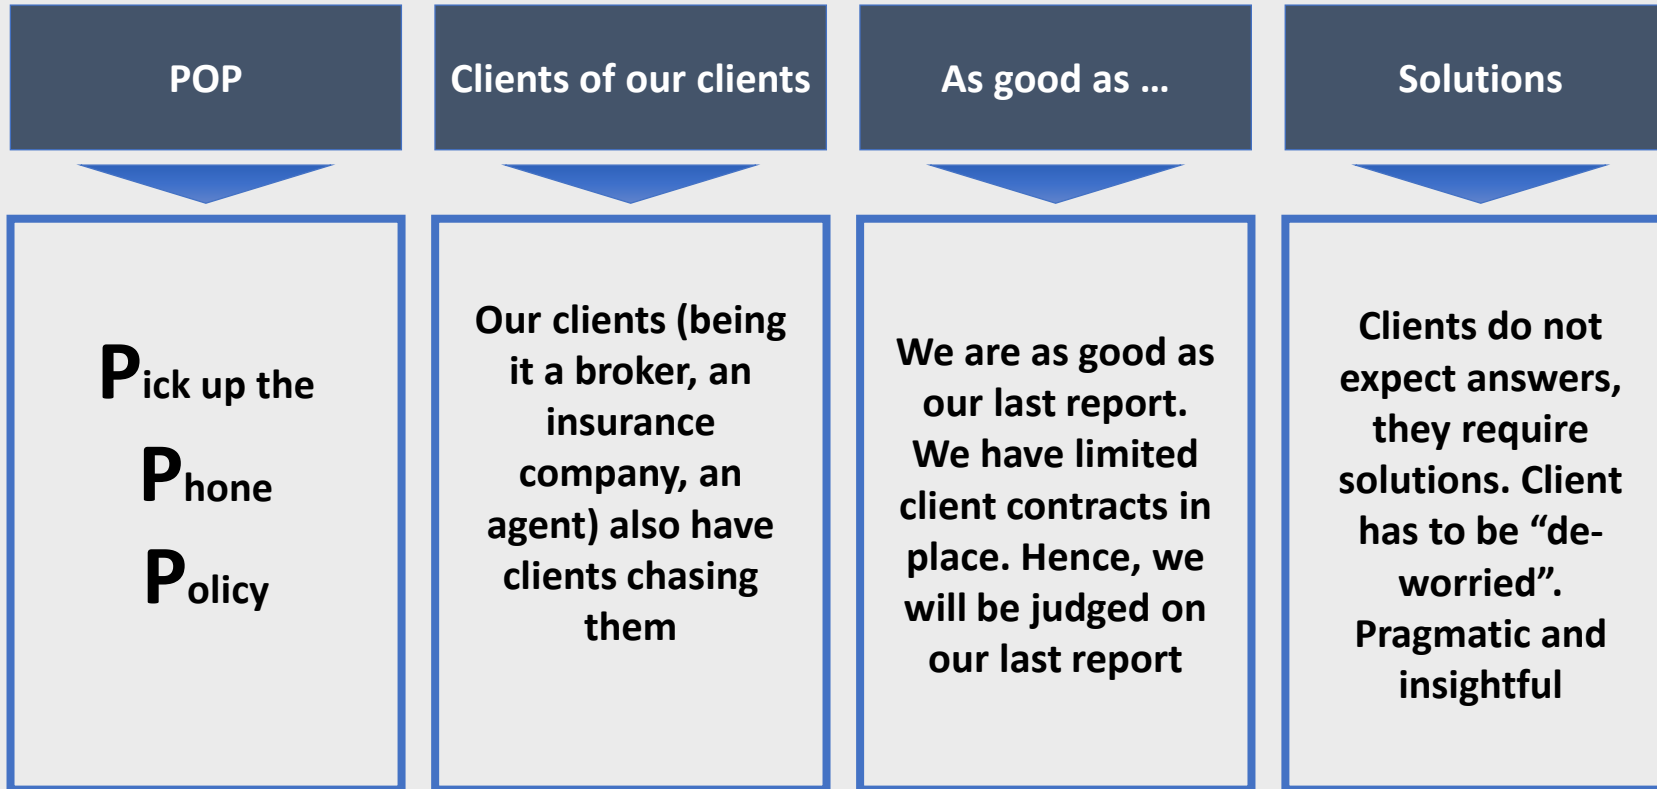 POP
Pick up the
Phone
Policy
Clients of our clients
Our clients (being
it a broker, an
insurance
company, an
agent) also have
clients chasing
them
As good as …
We are as good as
our last report.
We have limited
client contracts in
place. Hence, we
will be judged on
our last report
Solutions
Clients do not
expect answers,
they require
solutions. Client
has to be “de-
worried”.
Pragmatic and
insightful